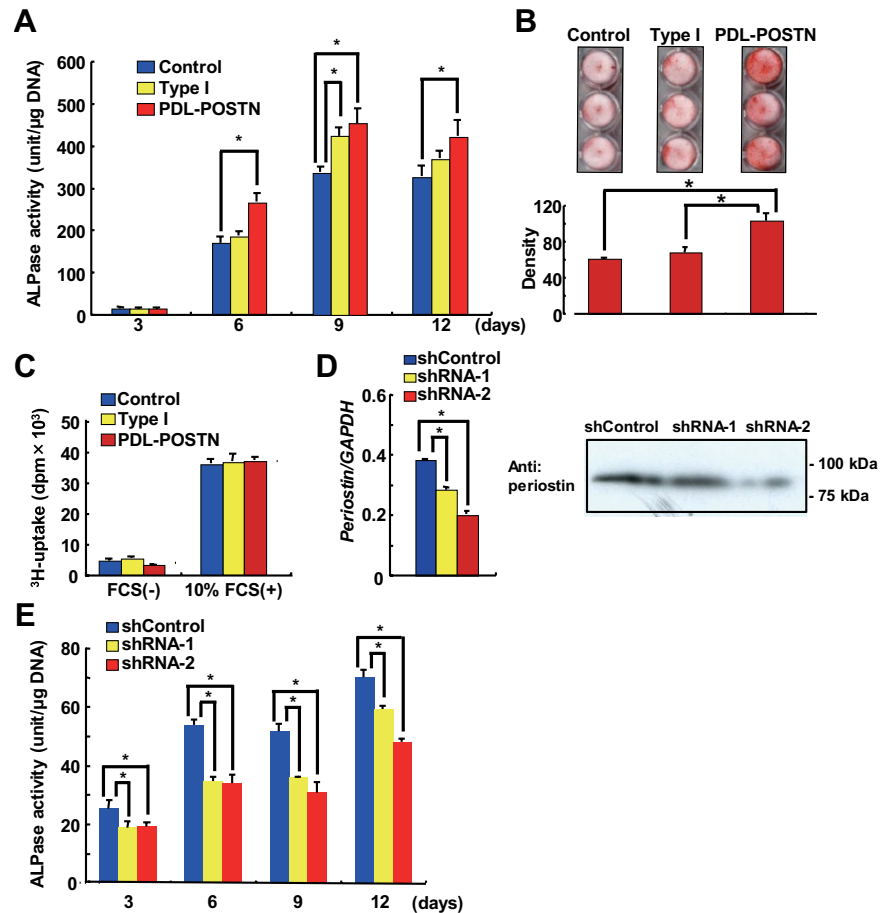 A
ALPase activity (unit/μg DNA)
Control
Type I
PDL-POSTN
600
500
400
300
200
100
0
*
* *
*
3 6 9 12 (days)
B
Control Type I PDL-POSTN
Density
120
80
40
0
*
*
C
³H-uptake (dpm × 10³)
Control
Type I
PDL-POSTN
50
40
30
20
10
0
FCS(-) 10% FCS(+)
D
Periostin/GAPDH
shControl
shRNA-1
shRNA-2
0.6
0.4
0.2
0
*
*
shControl shRNA-1 shRNA-2
Anti:
periostin
- 100 kDa
- 75 kDa
E
ALPase activity (unit/μg DNA)
shControl
shRNA-1
shRNA-2
80
60
40
20
0
*
*
*
*
*
*
*
*
3 6 9 12 (days)